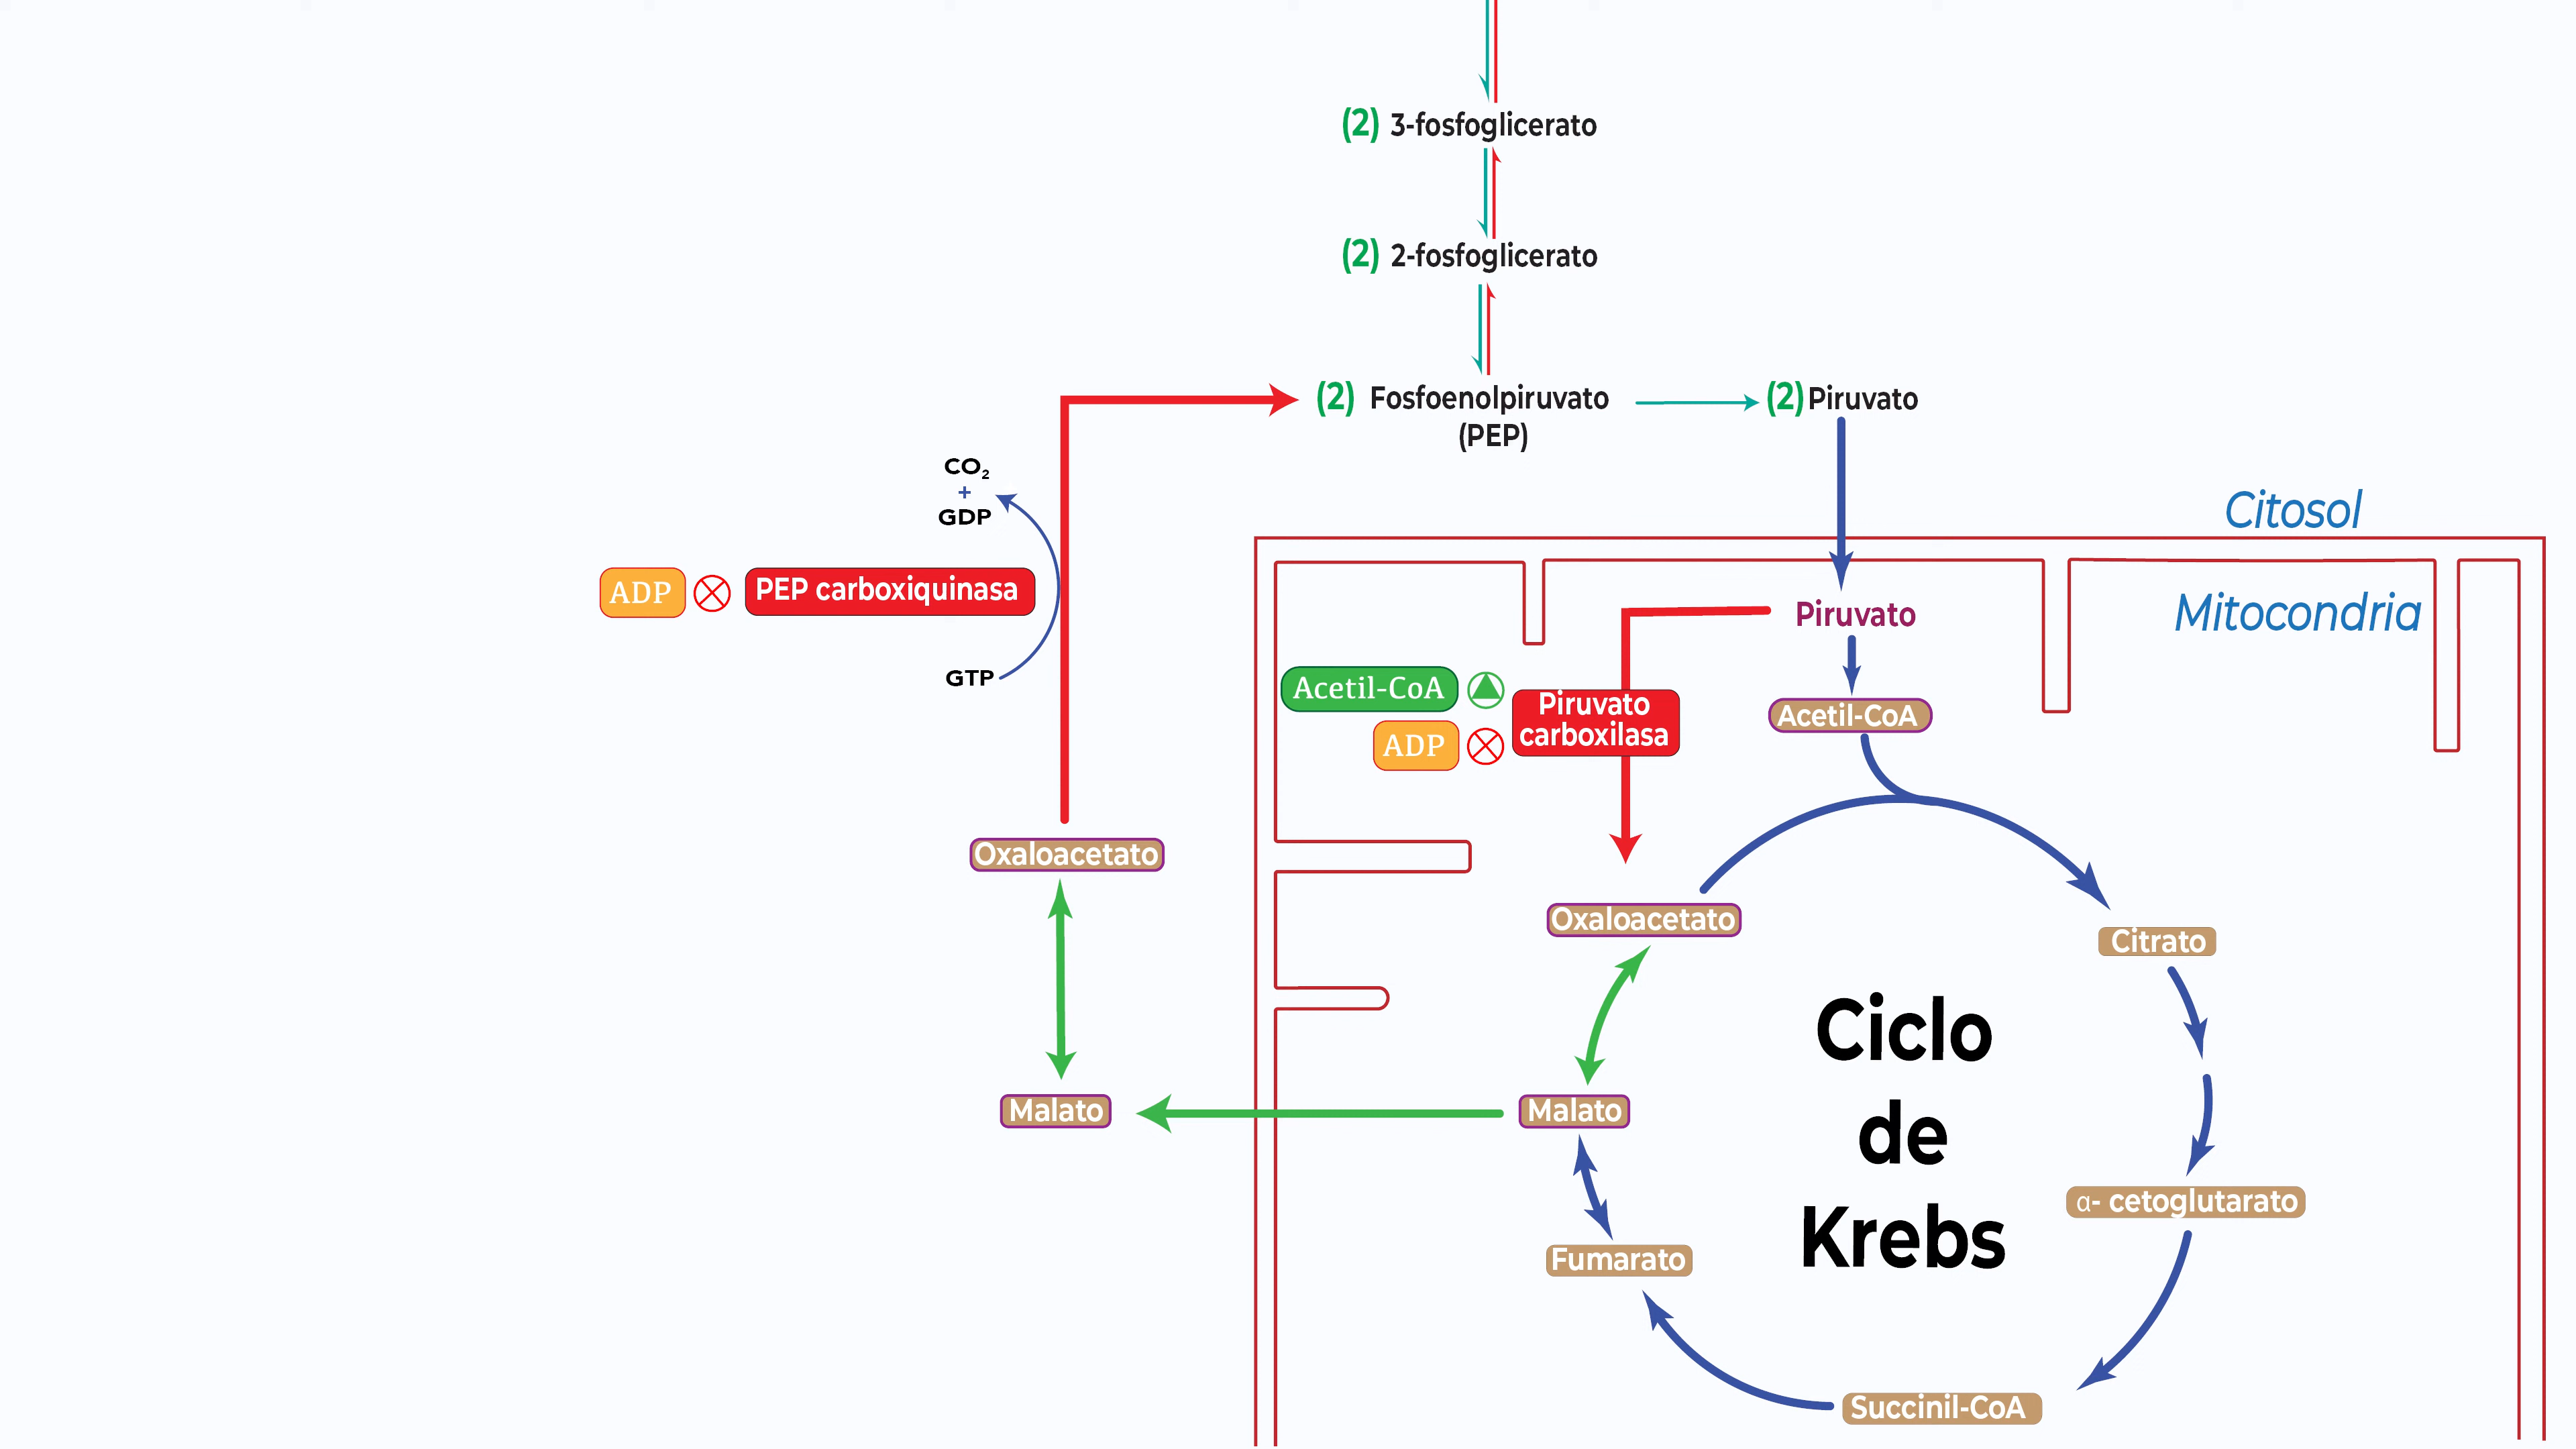 (2) 3-fosfoglicerato
(2) 2-fosfoglicerato
(2) Fosfoenolpiruvato
(PEP)
(2) Piruvato
CO₂
+
GDP
Citosol
ADP
PEP carboxiquinasa
Mitocondria
Piruvato
GTP
Acetil-CoA
Piruvato
carboxilasa
ADP
Acetil-CoA
Oxaloacetato
Oxaloacetato
Citrato
Ciclo
de
Krebs
Malato
Malato
α- cetoglutarato
Fumarato
Succinil-CoA